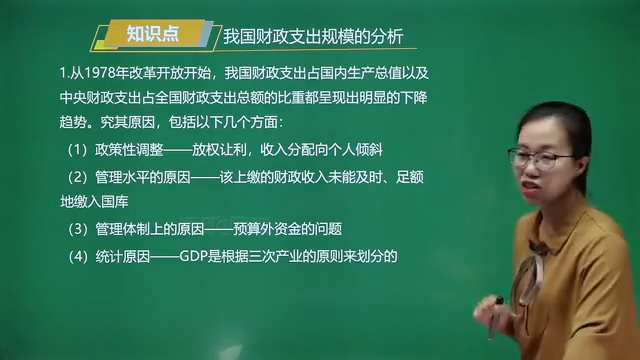 知识点
我国财政支出规模的分析
1.从1978年改革开放开始，我国财政支出占国内生产总值以及
中央财政支出占全国财政支出总额的比重都呈现出明显的下降
趋势。究其原因，包括以下几个方面：
（1）政策性调整——放权让利，收入分配向个人倾斜
（2）管理水平的原因——该上缴的财政收入未能及时、足额
地缴入国库
（3）管理体制上的原因——预算外资金的问题
（4）统计原因——GDP是根据三次产业的原则来划分的